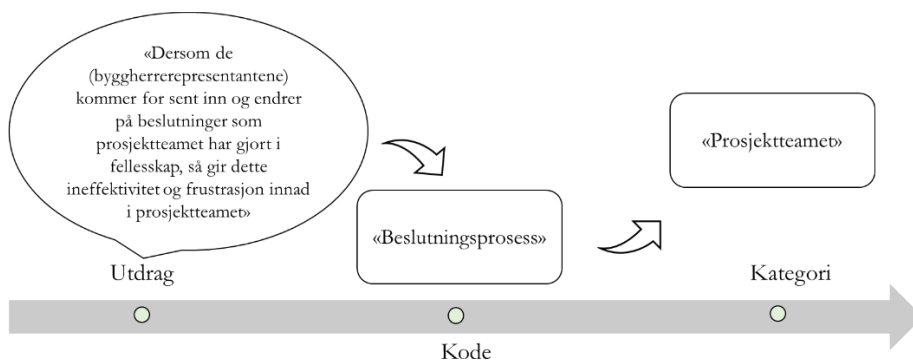 «Dersom de
(byggherrerepresentantene)
kommer for sent inn og endrer
på beslutninger som
prosjektteamet har gjort i
fellesskap, så gir dette
ineffektivitet og frustrasjon innad
i prosjektteamet»
«Beslutningsprosess»
«Prosjektteamet»
Utdrag
Kode
Kategori